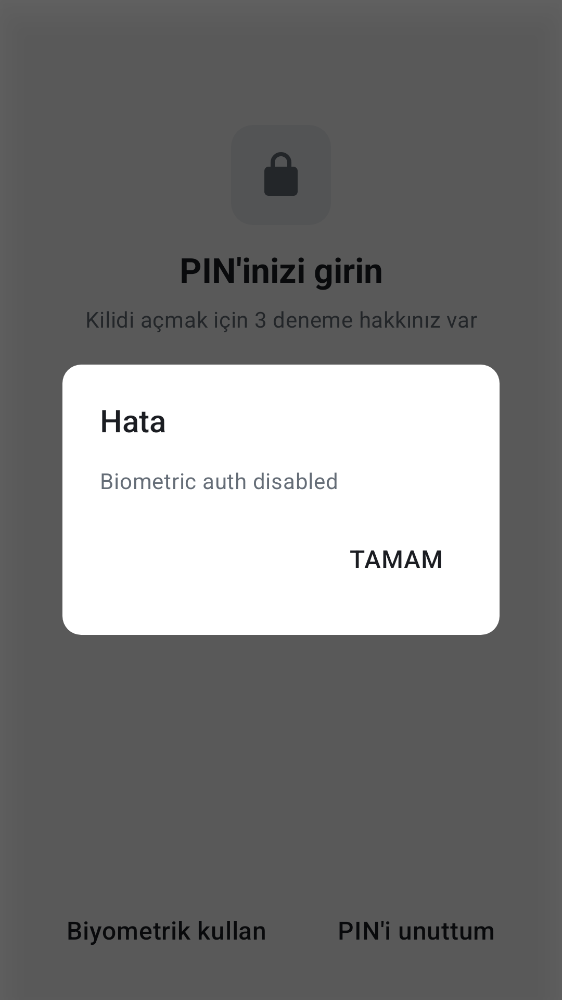 PIN'inizi girin
Kilidi açmak için 3 deneme hakkınız var
Hata
Biometric auth disabled
TAMAM
Biyometrik kullan
PIN'i unuttum